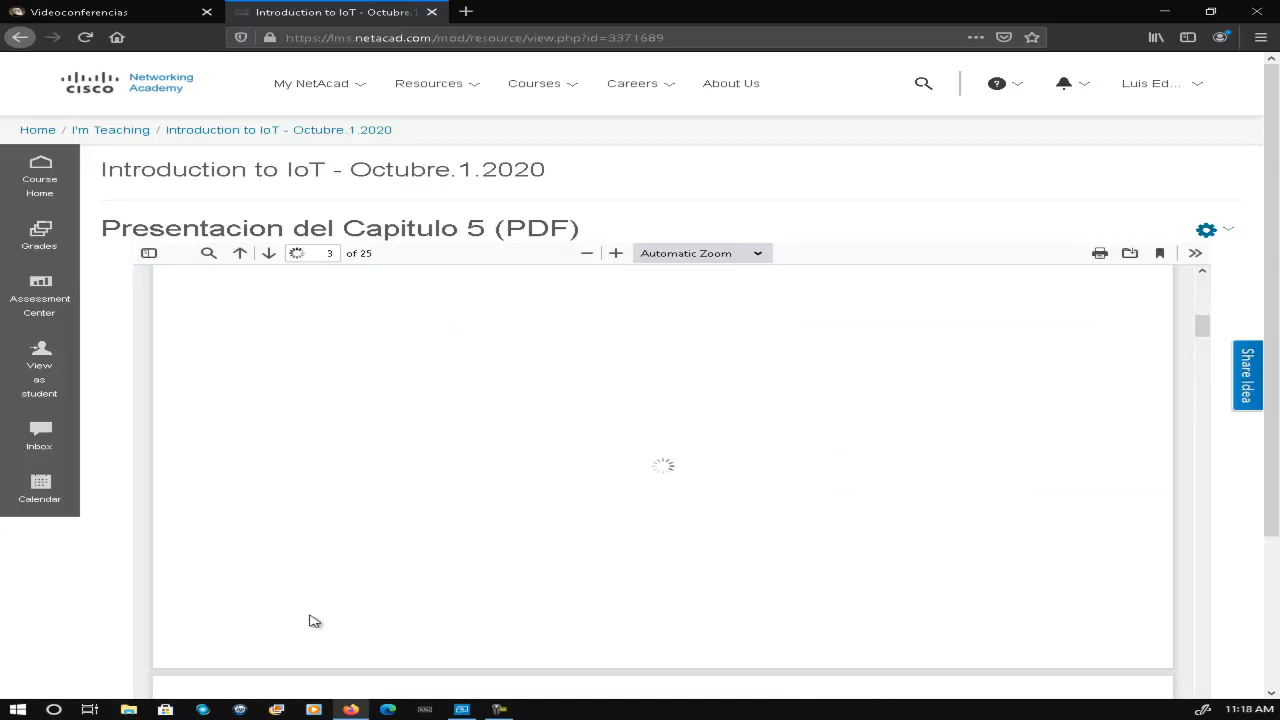 Videoconferencias
Introduction to IoT - Octubre.1
https://lms.netacad.com/mod/resource/view.php?id=3371689
CISCO
Networking
Academy
My NetAcad
Resources
Courses
Careers
About Us
Luis Ed...
Home / I'm Teaching / Introduction to IoT - Octubre.1.2020
Course
Home
Grades
Assessment
Center
View
as
student
Inbox
Calendar
Introduction to IoT - Octubre.1.2020
Presentacion del Capitulo 5 (PDF)
3 of 25
Automatic Zoom
Share Idea
11:18 AM